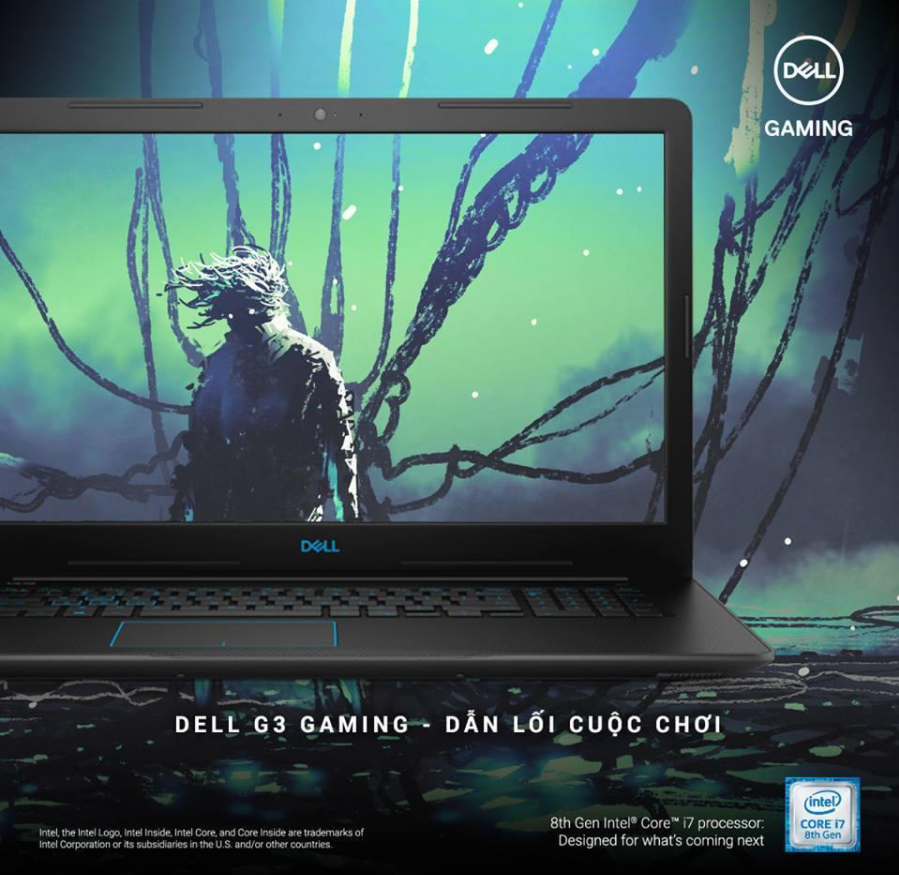 DELL
GAMING
DELL
DELL G3 GAMING - DẪN LỐI CUỘC CHƠI
Intel, the Intel Logo, Intel Inside, Intel Core, and Core Inside are trademarks of
Intel Corporation or its subsidiaries in the U.S. and/or other countries.
8th Gen Intel® Core™ i7 processor:
Designed for what's coming next
intel
CORE i7
8th Gen